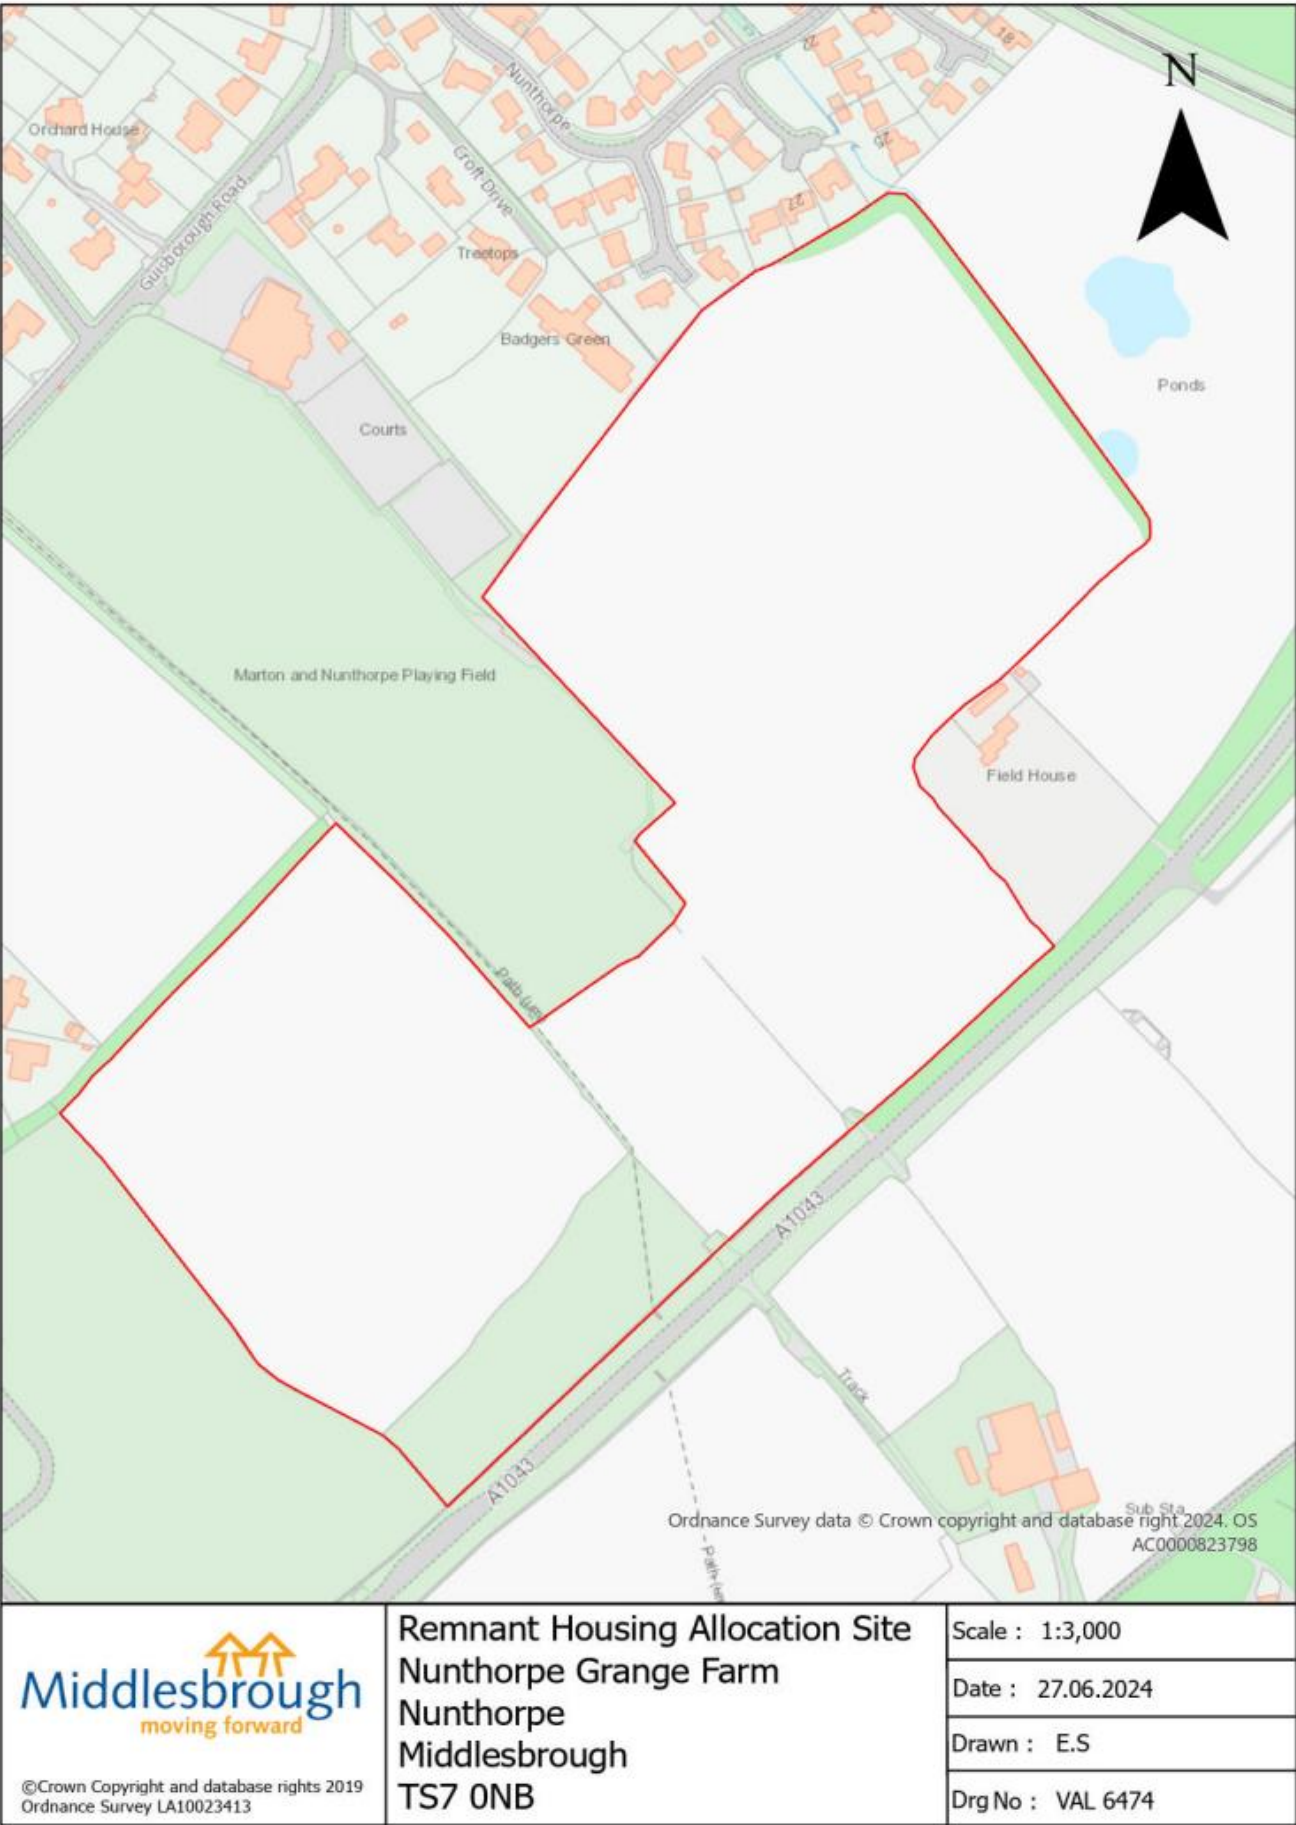 N
18
Nunthorpe
Orchard House
Croft Drive
Guisborough Road
27
Treetops
Badgers Green
Ponds
Courts
Marton and Nunthorpe Playing Field
Field House
A1043
Track
A1043
Sub Sta
Ordnance Survey data © Crown copyright and database right 2024. OS
AC0000823798
Middlesbrough
moving forward
©Crown Copyright and database rights 2019
Ordnance Survey LA10023413
Remnant Housing Allocation Site
Nunthorpe Grange Farm
Nunthorpe
Middlesbrough
TS7 0NB
Scale : 1:3,000
Date : 27.06.2024
Drawn : E.S
Drg No : VAL 6474